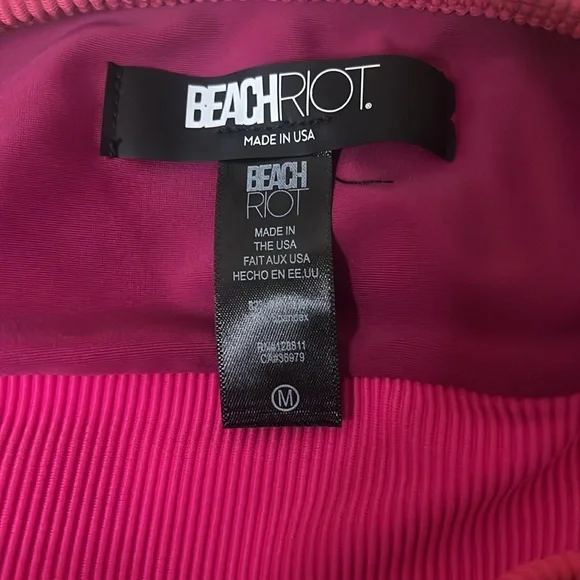 BEACHRIOT.
MADE IN USA
BEACH
RIOT
MADE IN
THE USA
FAIT AUX USA
HECHO EN EE.UU
CA#36979
M